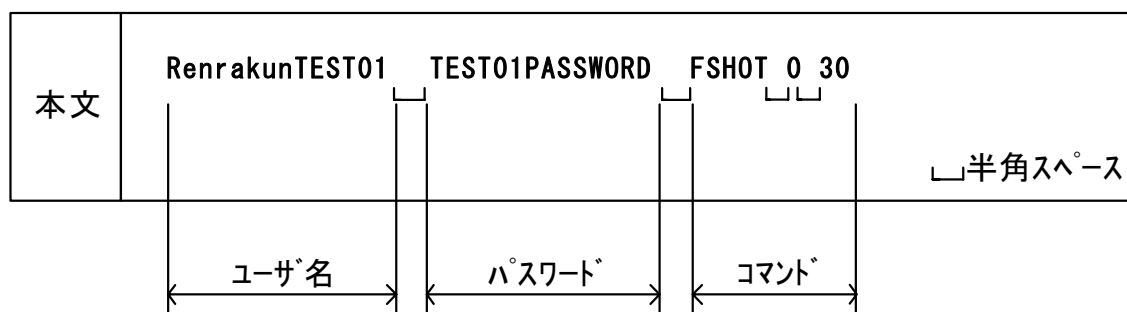 本文
RenrakunTEST01 TEST01PASSWORD FSHOT 0 30
半角ｽﾍﾟｰｽ
ﾕｰｻﾞ名 ﾊﾟｽﾜｰﾄﾞ ｺﾏﾝﾄﾞ